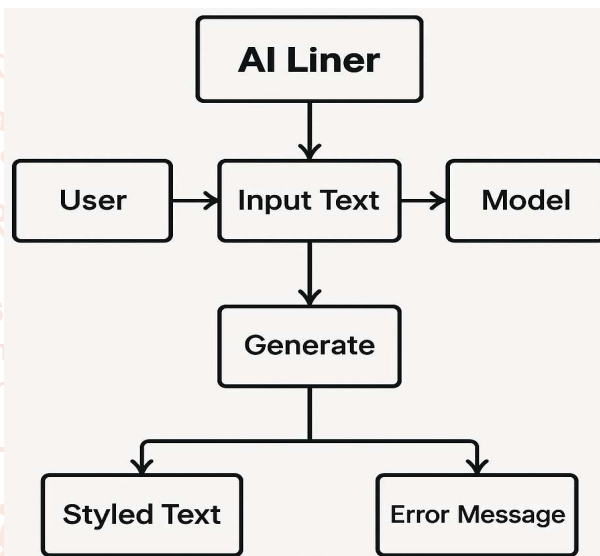 AI Liner
User
Input Text
Model
Generate
Styled Text
Error Message